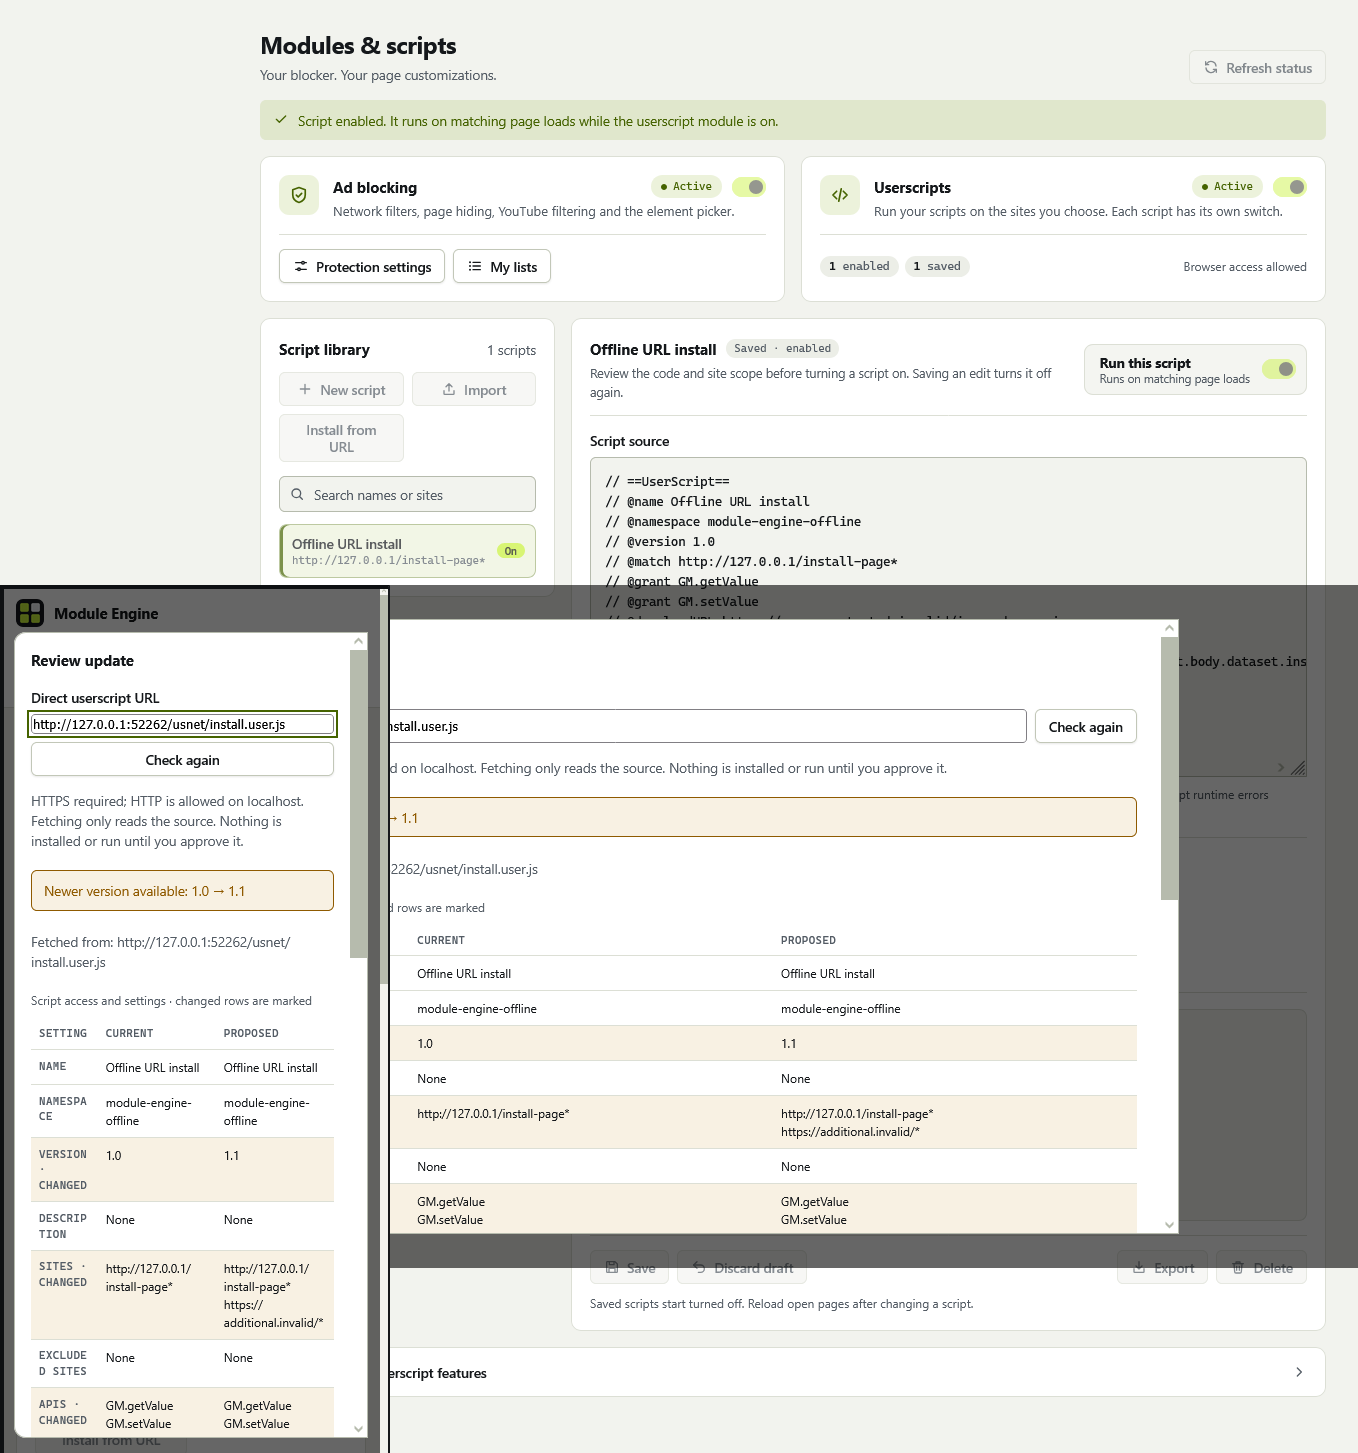 Modules & scripts
Your blocker. Your page customizations.
Refresh status
Script enabled. It runs on matching page loads while the userscript module is on.
Ad blocking
Active
Network filters, page hiding, YouTube filtering and the element picker.
Protection settings
My lists
Userscripts
Active
Run your scripts on the sites you choose. Each script has its own switch.
1 enabled
1 saved
Browser access allowed
Script library
1 scripts
New script
Import
Install from
URL
Search names or sites
Offline URL install
http://127.0.0.1/install-page*
On
Offline URL install
Saved · enabled
Review the code and site scope before turning a script on. Saving an edit turns it off
again.
Run this script
Runs on matching page loads
Script source
// ==UserScript==
// @name Offline URL install
// @namespace module-engine-offline
// @version 1.0
// @match http://127.0.0.1/install-page*
// @grant GM.getValue
// @grant GM.setValue
t.body.dataset.ins
pt runtime errors
Module Engine
Review update
Direct userscript URL
http://127.0.0.1:52262/usnet/install.user.js
Check again
HTTPS required; HTTP is allowed on localhost.
Fetching only reads the source. Nothing is
installed or run until you approve it.
Newer version available: 1.0 → 1.1
Fetched from: http://127.0.0.1:52262/usnet/
install.user.js
Script access and settings · changed rows are marked
SETTING CURRENT PROPOSED
NAME Offline URL install Offline URL install
NAMESPA
CE
module-engine-
offline
module-engine-
offline
VERSION
·
CHANGED
1.0 1.1
DESCRIP
TION
None None
SITES ·
CHANGED
http://127.0.0.1/
install-page*
http://127.0.0.1/
install-page*
https://
additional.invalid/*
EXCLUDE
D SITES
None None
APIS ·
CHANGED
GM.getValue
GM.setValue
GM.getValue
GM.setValue
Install from URL
nstall.user.js
Check again
d on localhost. Fetching only reads the source. Nothing is installed or run until you approve it.
→ 1.1
2262/usnet/install.user.js
d rows are marked
CURRENT PROPOSED
Offline URL install Offline URL install
module-engine-offline module-engine-offline
1.0 1.1
None None
http://127.0.0.1/install-page* http://127.0.0.1/install-page*
https://additional.invalid/*
None None
GM.getValue GM.getValue
GM.setValue GM.setValue
Save
Discard draft
Export
Delete
Saved scripts start turned off. Reload open pages after changing a script.
erscript features